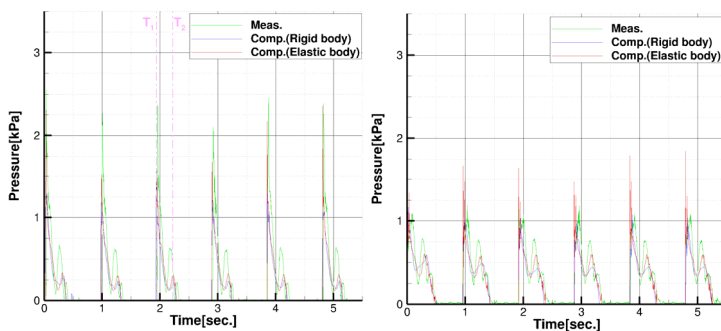 T1 T2
Meas.
Comp.(Rigid body)
Comp.(Elastic body)
3
2
1
0
Pressure[kPa]
0 1 2 3 4 5
Time[sec.]
Meas.
Comp.(Rigid body)
Comp.(Elastic body)
3
2
1
0
Pressure[kPa]
0 1 2 3 4 5
Time[sec.]